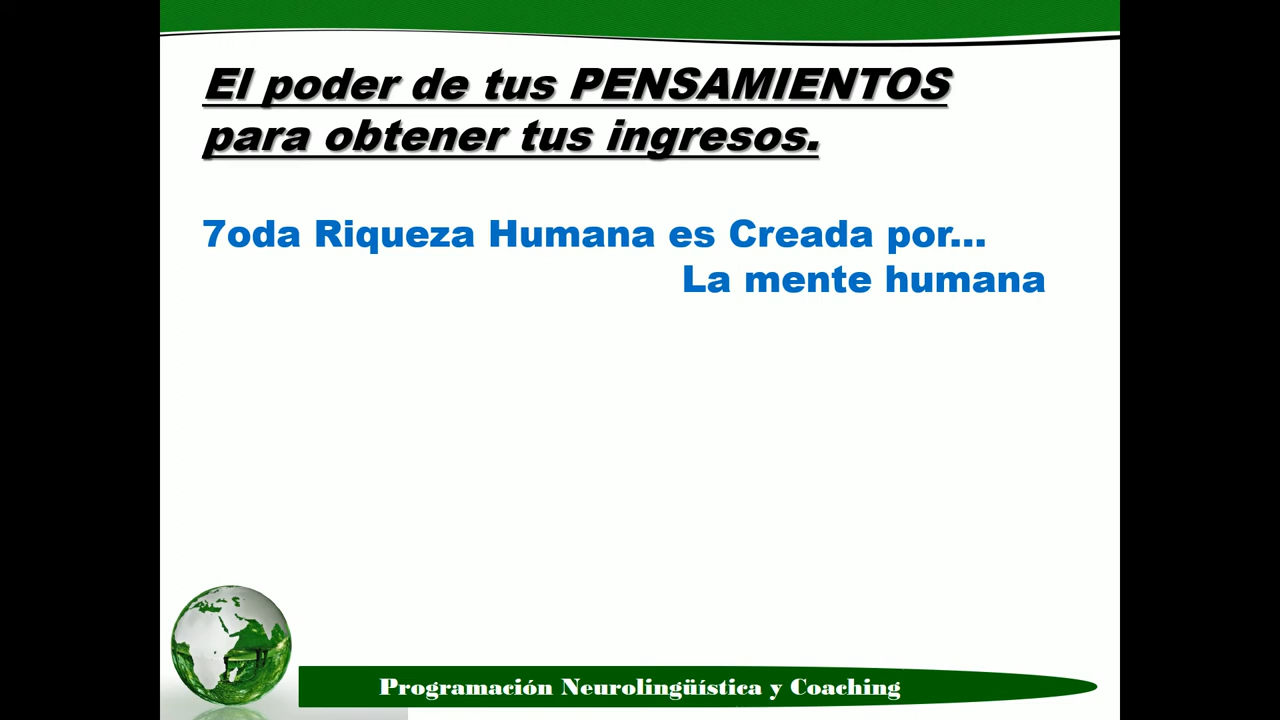 El poder de tus PENSAMIENTOS
para obtener tus ingresos.
7oda Riqueza Humana es Creada por...
La mente humana
Programación Neurolingüística y Coaching